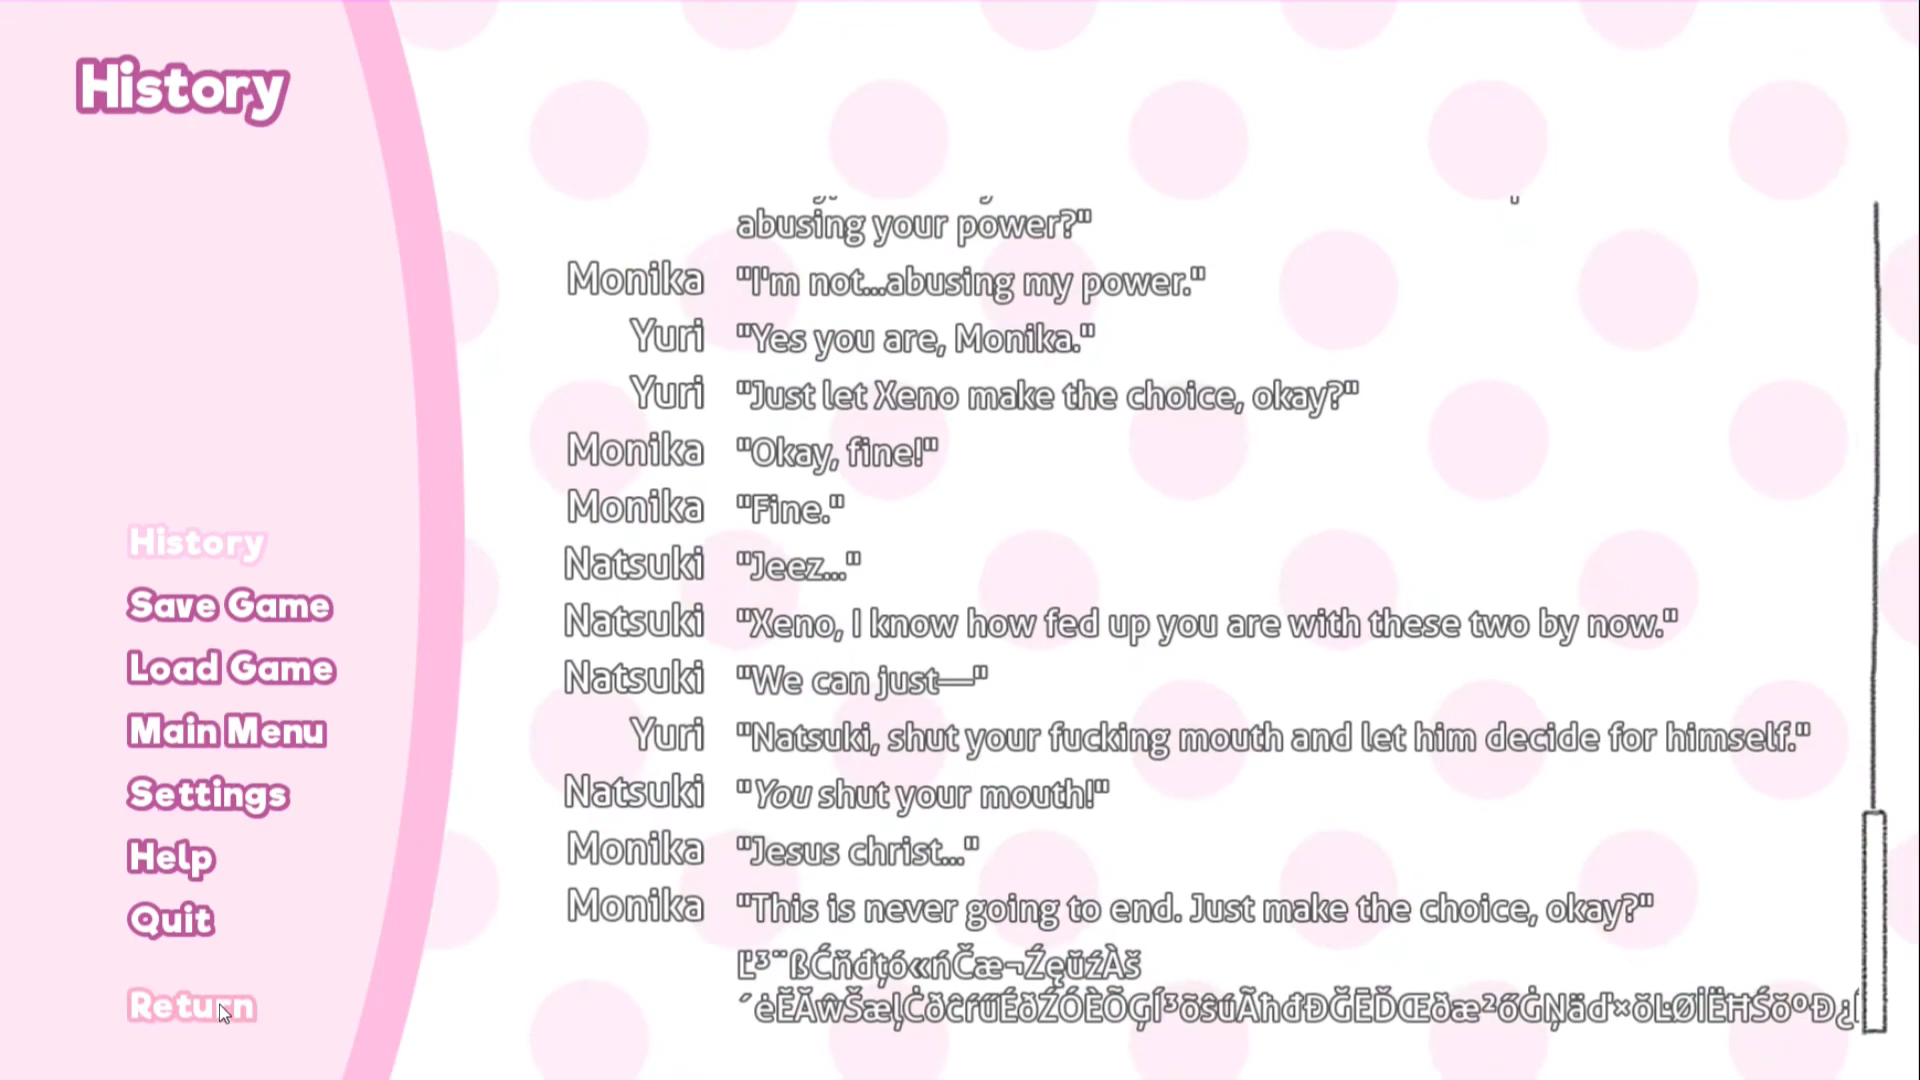 History
abusing your power?"
Monika "I'm not...abusing my power."
Yuri "Yes you are, Monika."
Yuri "Just let Xeno make the choice, okay?"
Monika "Okay, fine!"
Monika "Fine."
Natsuki "Jeez..."
Natsuki "Xeno, I know how fed up you are with these two by now."
Natsuki "We can just—"
Yuri "Natsuki, shut your fucking mouth and let him decide for himself."
Natsuki "You shut your mouth!"
Monika "Jesus christ..."
Monika "This is never going to end. Just make the choice, okay?"
History
Save Game
Load Game
Main Menu
Settings
Help
Quit
Return